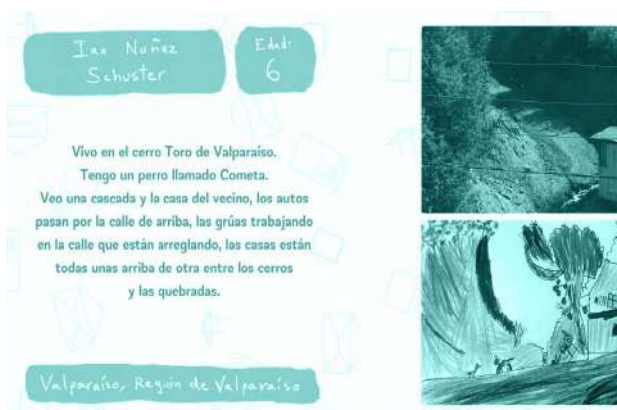 Ian Nuñez
Schuster
Edad:
6
Vivo en el cerro Toro de Valparaíso.
Tengo un perro llamado Cometa.
Veo una cascada y la casa del vecino, los autos
pasan por la calle de arriba, las grúas trabajando
en la calle que están arreglando, las casas están
todas unas arriba de otra entre los cerros
y las quebradas.
Valparaíso, Región de Valparaíso